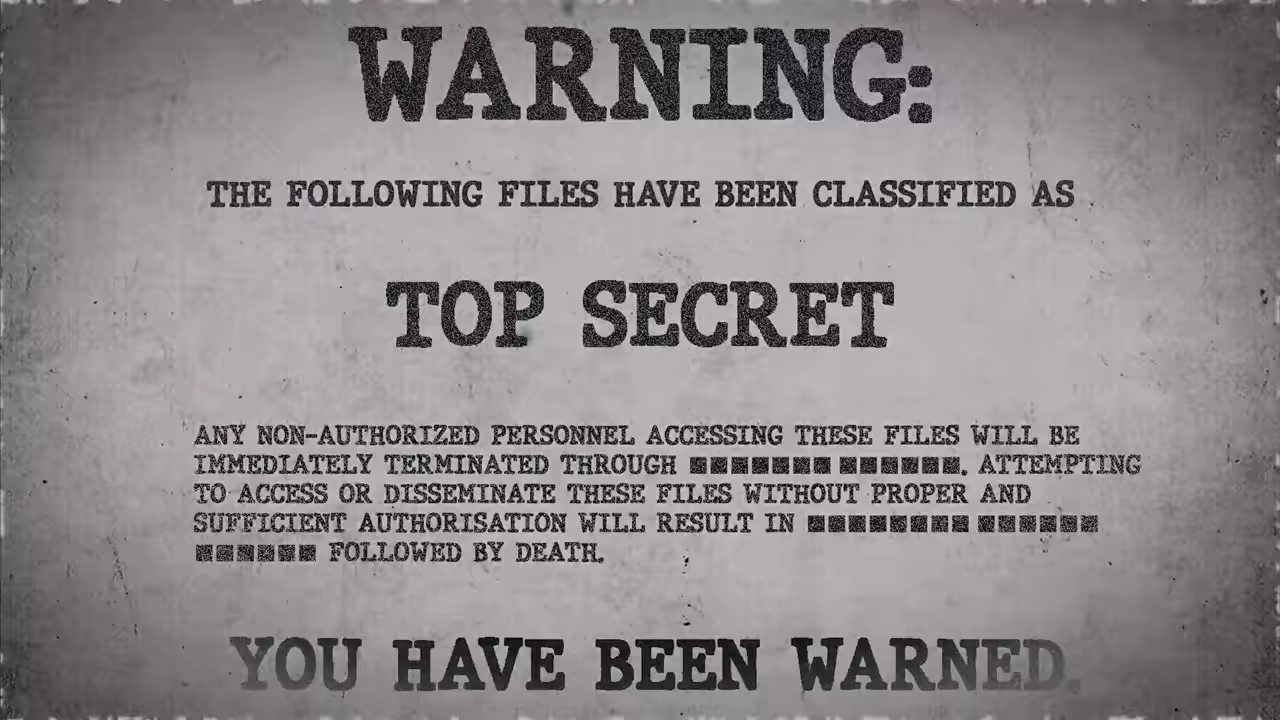 WARNING:
THE FOLLOWING FILES HAVE BEEN CLASSIFIED AS
TOP SECRET
ANY NON-AUTHORIZED PERSONNEL ACCESSING THESE FILES WILL BE
IMMEDIATELY TERMINATED THROUGH ■■■■■■■ ■■■■■■. ATTEMPTING
TO ACCESS OR DISSEMINATE THESE FILES WITHOUT PROPER AND
SUFFICIENT AUTHORISATION WILL RESULT IN ■■■■■■■■ ■■■■■■
■■■■■■ FOLLOWED BY DEATH.
YOU HAVE BEEN WARNED.